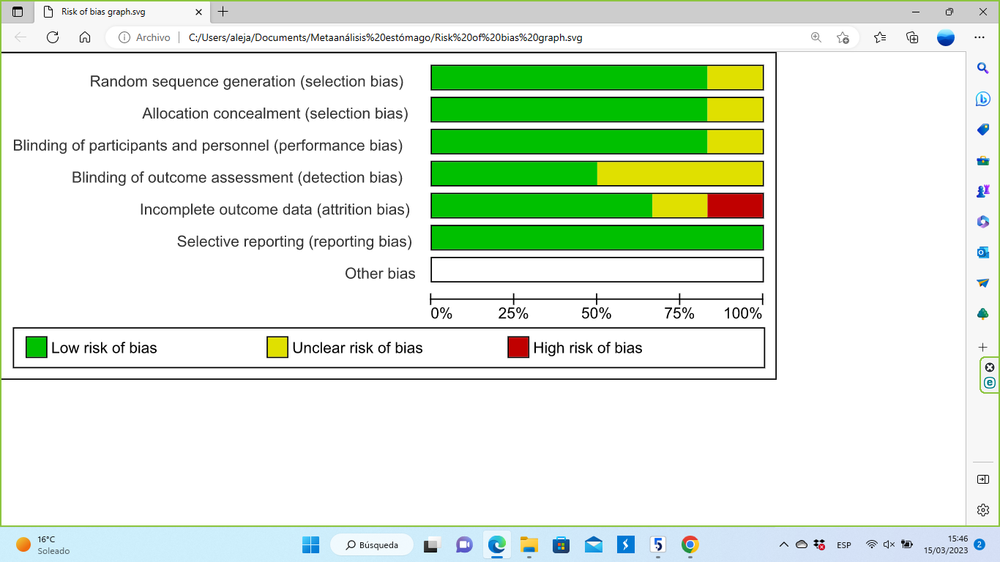 Risk of bias graph.svg
Archivo
C:/Users/aleja/Documents/Metaanálisis%20estómago/Risk%20of%20bias%20graph.svg
Random sequence generation (selection bias)
Allocation concealment (selection bias)
Blinding of participants and personnel (performance bias)
Blinding of outcome assessment (detection bias)
Incomplete outcome data (attrition bias)
Selective reporting (reporting bias)
Other bias
0% 25% 50% 75% 100%
Low risk of bias Unclear risk of bias High risk of bias
16°C
Soleado
Búsqueda
5
ESP
15:46
15/03/2023
2